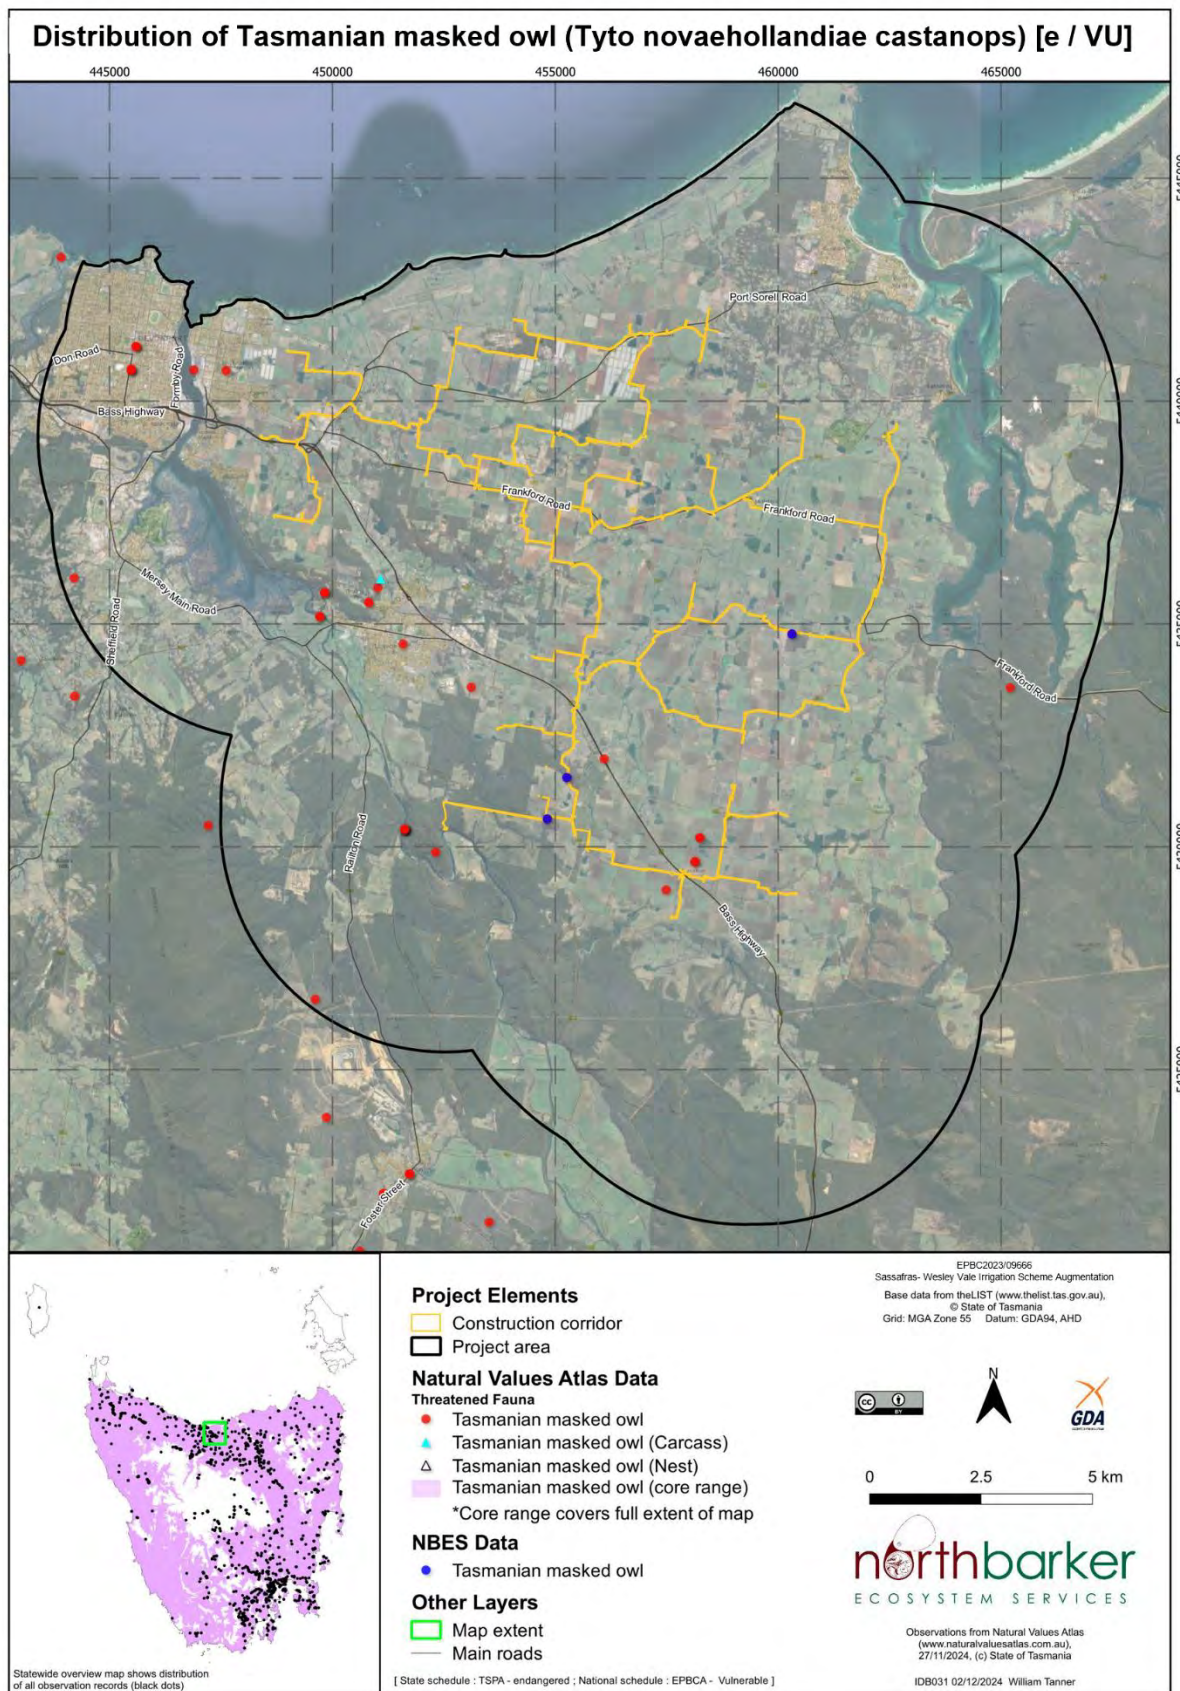 Distribution of Tasmanian masked owl (Tyto novaehollandiae castanops) [e / VU]
445000
450000
455000
460000
465000
5445000
Port Sorell Road
Don Road
Formby Road
Bass Highway
Frankford Road
Frankford Road
Mersey Main Road
Sheffield Road
5435000
Frankford Road
Railton Road
Bass Highway
5425000
Foster Street
Project Elements
Construction corridor
Project area
Natural Values Atlas Data
Threatened Fauna
Tasmanian masked owl
Tasmanian masked owl (Carcass)
Tasmanian masked owl (Nest)
Tasmanian masked owl (core range)
*Core range covers full extent of map
NBES Data
Tasmanian masked owl
Other Layers
Map extent
Main roads
[ State schedule : TSPA - endangered ; National schedule : EPBCA - Vulnerable ]
Statewide overview map shows distribution
of all observation records (black dots)
EPBC2023/09666
Sassafras- Wesley Vale Irrigation Scheme Augmentation
Base data from theLIST (www.thelist.tas.gov.au),
© State of Tasmania
Grid: MGA Zone 55 Datum: GDA94, AHD
cc
BY
N
GDA
0 2.5 5 km
northbarker
ECOSYSTEM SERVICES
Observations from Natural Values Atlas
(www.naturalvaluesatlas.com.au),
27/11/2024, (c) State of Tasmania
IDB031 02/12/2024 William Tanner